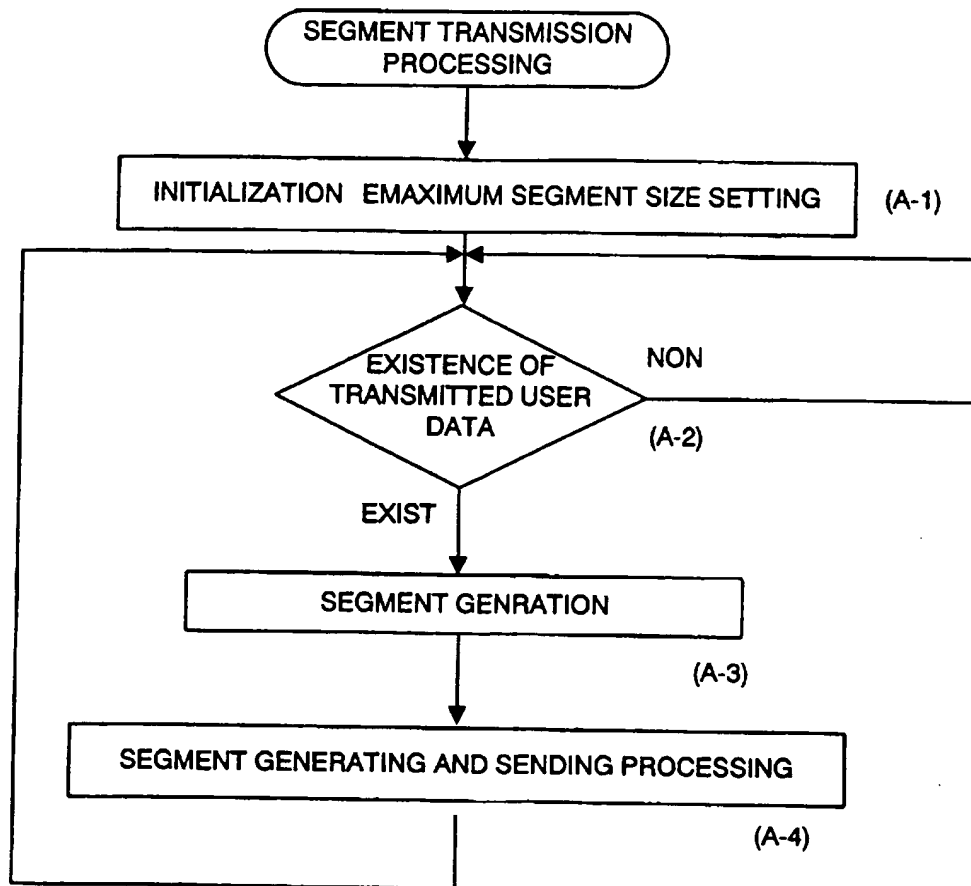 SEGMENT TRANSMISSION
PROCESSING
INITIALIZATION EMAXIMUM SEGMENT SIZE SETTING
(A-1)
EXISTENCE OF
TRANSMITTED USER
DATA
NON
(A-2)
EXIST
SEGMENT GENRATION
(A-3)
SEGMENT GENERATING AND SENDING PROCESSING
(A-4)